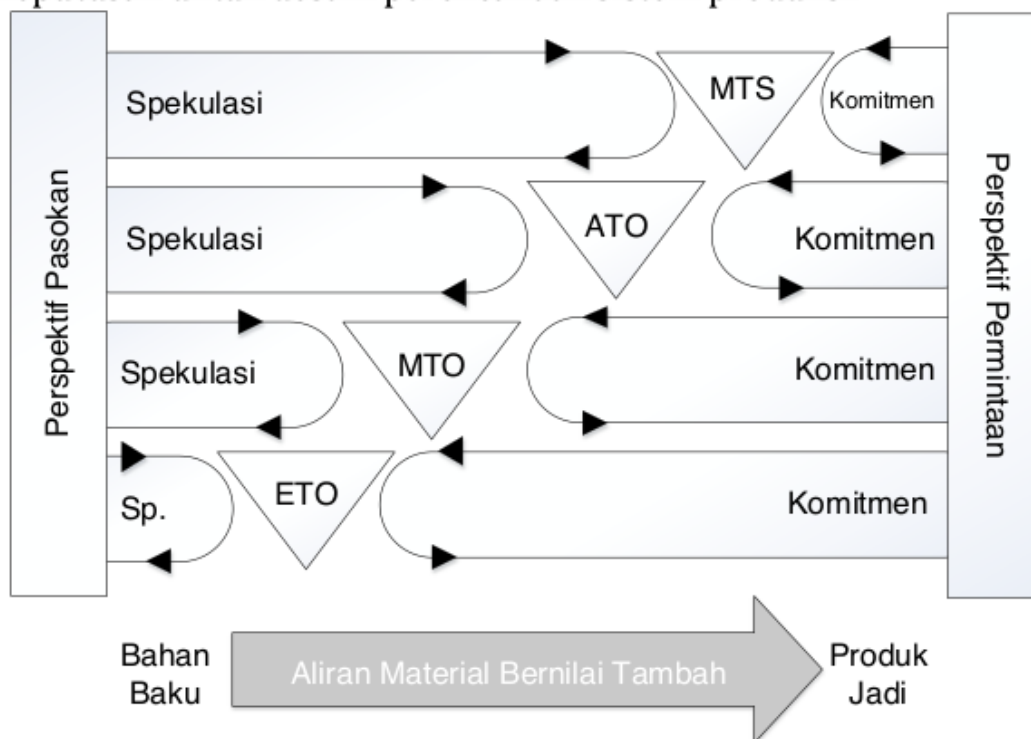 Perspektif Pasokan
Spekulasi
MTS
Komitmen
Spekulasi
ATO
Komitmen
Spekulasi
MTO
Komitmen
Sp.
ETO
Komitmen
Perspektif Permintaan
Bahan
Baku
Aliran Material Bernilai Tambah
Produk
Jadi